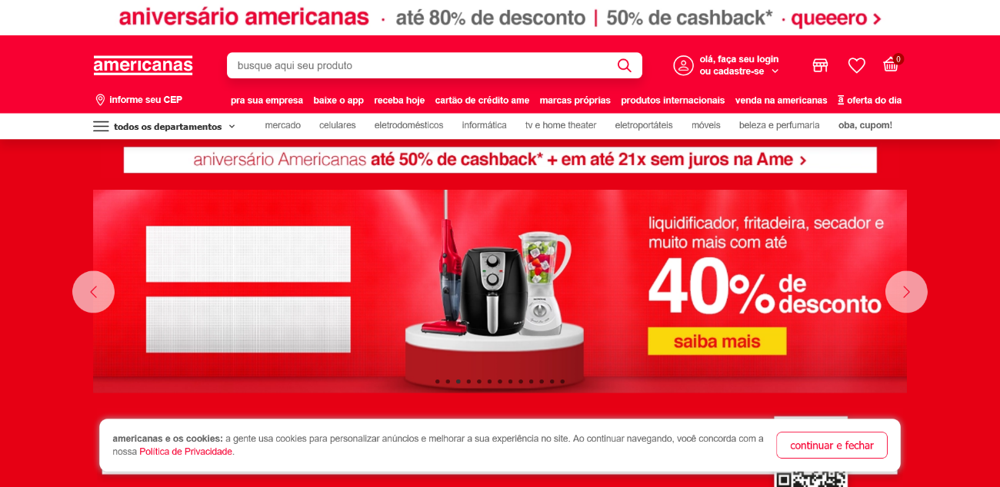 aniversário americanas · até 80% de desconto | 50% de cashback* · queeero >
americanas
busque aqui seu produto
olá, faça seu login
ou cadastre-se
0
informe seu CEP
pra sua empresa baixe o app receba hoje cartão de crédito ame marcas próprias produtos internacionais venda na americanas oferta do dia
todos os departamentos mercado celulares eletrodomésticos informática tv e home theater eletroportáteis móveis beleza e perfumaria oba, cupom!
aniversário Americanas até 50% de cashback* + em até 21x sem juros na Ame >
liquidificador, fritadeira, secador e
muito mais com até
40% de
desconto
saiba mais
americanas e os cookies: a gente usa cookies para personalizar anúncios e melhorar a sua experiência no site. Ao continuar navegando, você concorda com a
nossa Política de Privacidade.
continuar e fechar